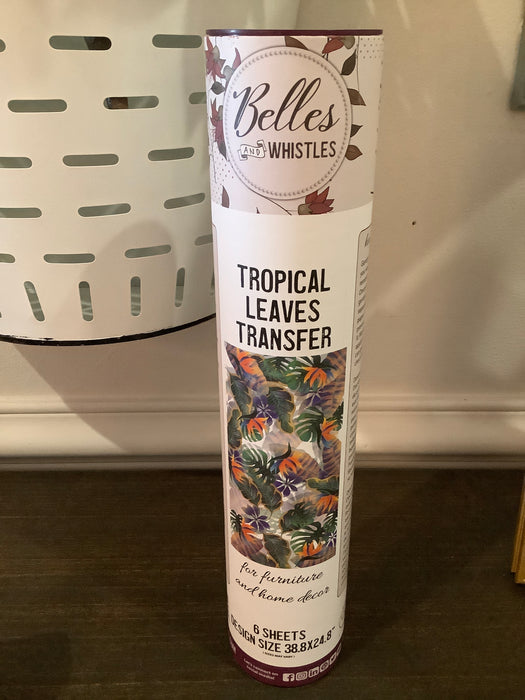 Belles
AND WHISTLES
TROPICAL
LEAVES
TRANSFER
for furniture
and home decor
6 SHEETS
DESIGN SIZE 38.8X24.8"